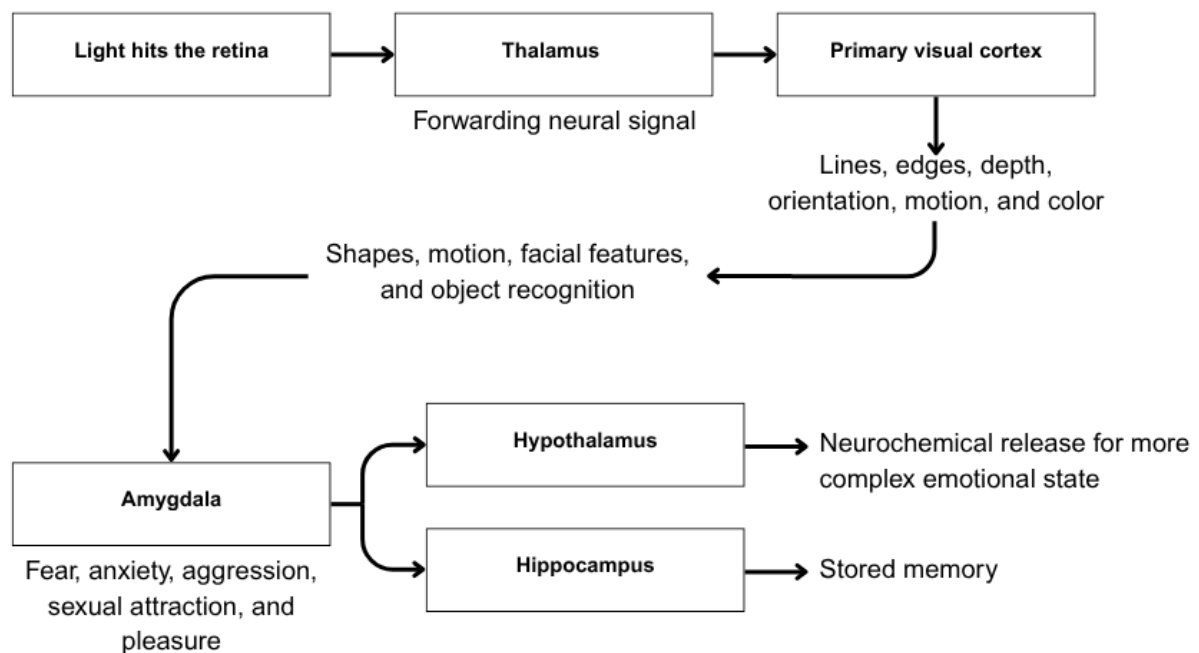 Light hits the retina
Thalamus
Primary visual cortex
Forwarding neural signal
Lines, edges, depth,
orientation, motion, and color
Shapes, motion, facial features,
and object recognition
Hypothalamus
Neurochemical release for more
complex emotional state
Amygdala
Fear, anxiety, aggression,
sexual attraction, and
pleasure
Hippocampus
Stored memory